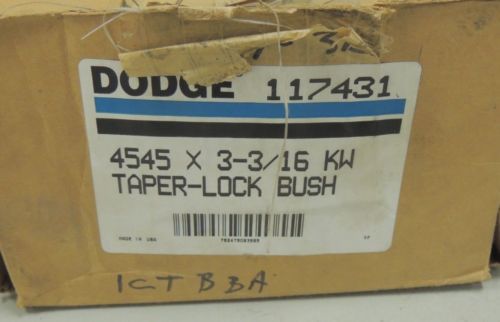 DODGE 117431
4545 X 3-3/16 KW
TAPER-LOCK BUSH
MADE IN USA
ICT BBA